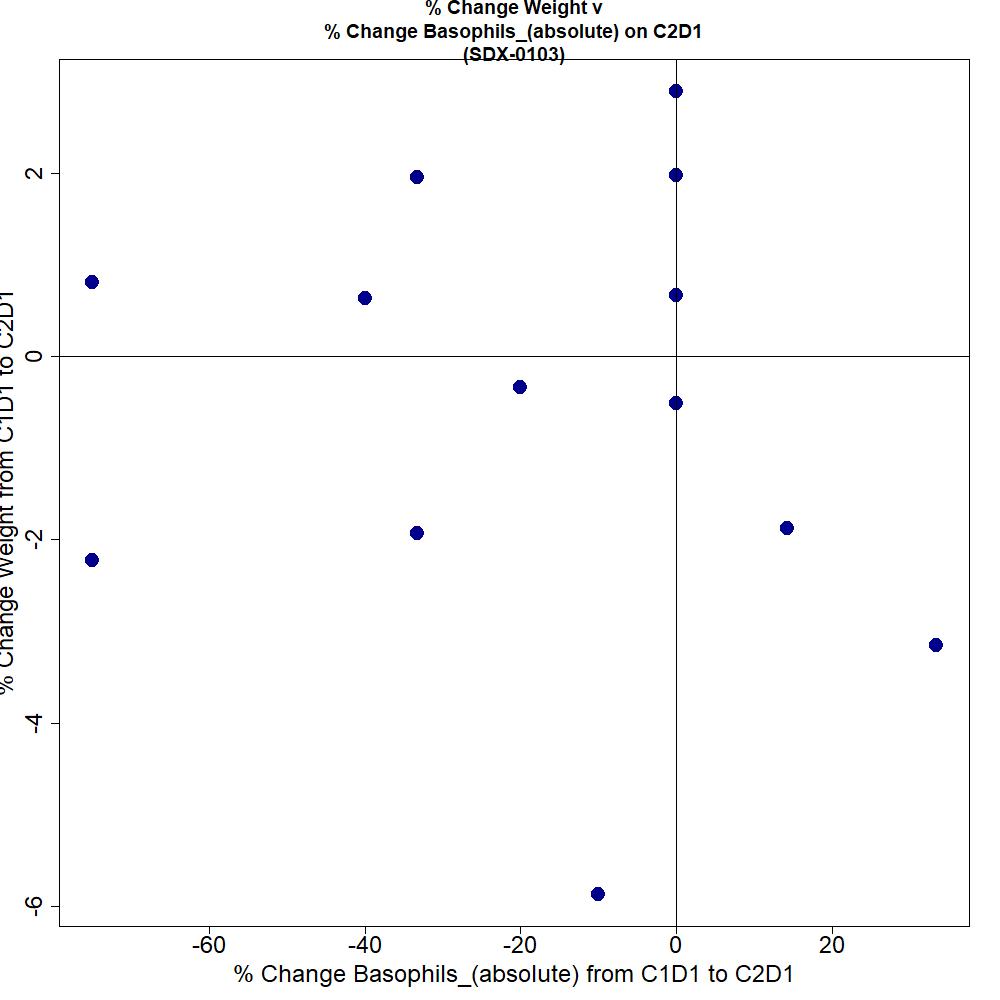 % Change Weight v
% Change Basophils_(absolute) on C2D1
(SDX-0103)
% Change Weight from C1D1 to C2D1
2
0
-2
-4
-6
-60
-40
-20
0
20
% Change Basophils_(absolute) from C1D1 to C2D1